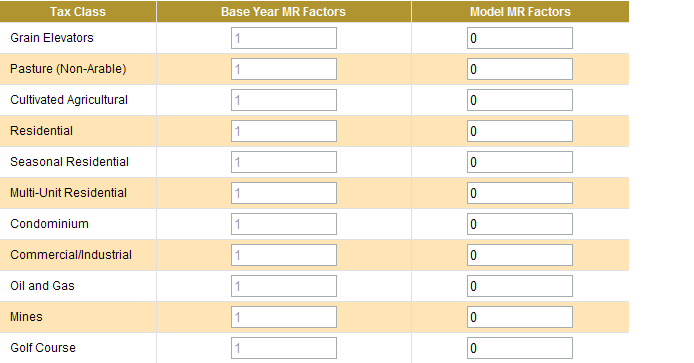 Tax Class Base Year MR Factors Model MR Factors
Grain Elevators 1 0
Pasture (Non-Arable) 1 0
Cultivated Agricultural 1 0
Residential 1 0
Seasonal Residential 1 0
Multi-Unit Residential 1 0
Condominium 1 0
Commercial/Industrial 1 0
Oil and Gas 1 0
Mines 1 0
Golf Course 1 0